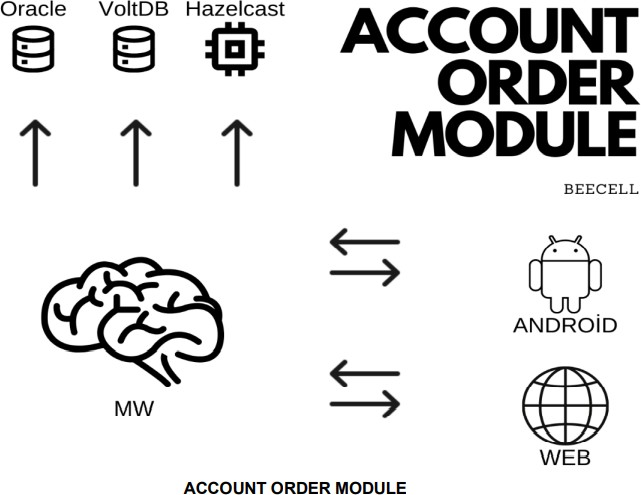 Oracle VoltDB Hazelcast
ACCOUNT
ORDER
MODULE
BEECELL
ANDROİD
MW
WEB
ACCOUNT ORDER MODULE